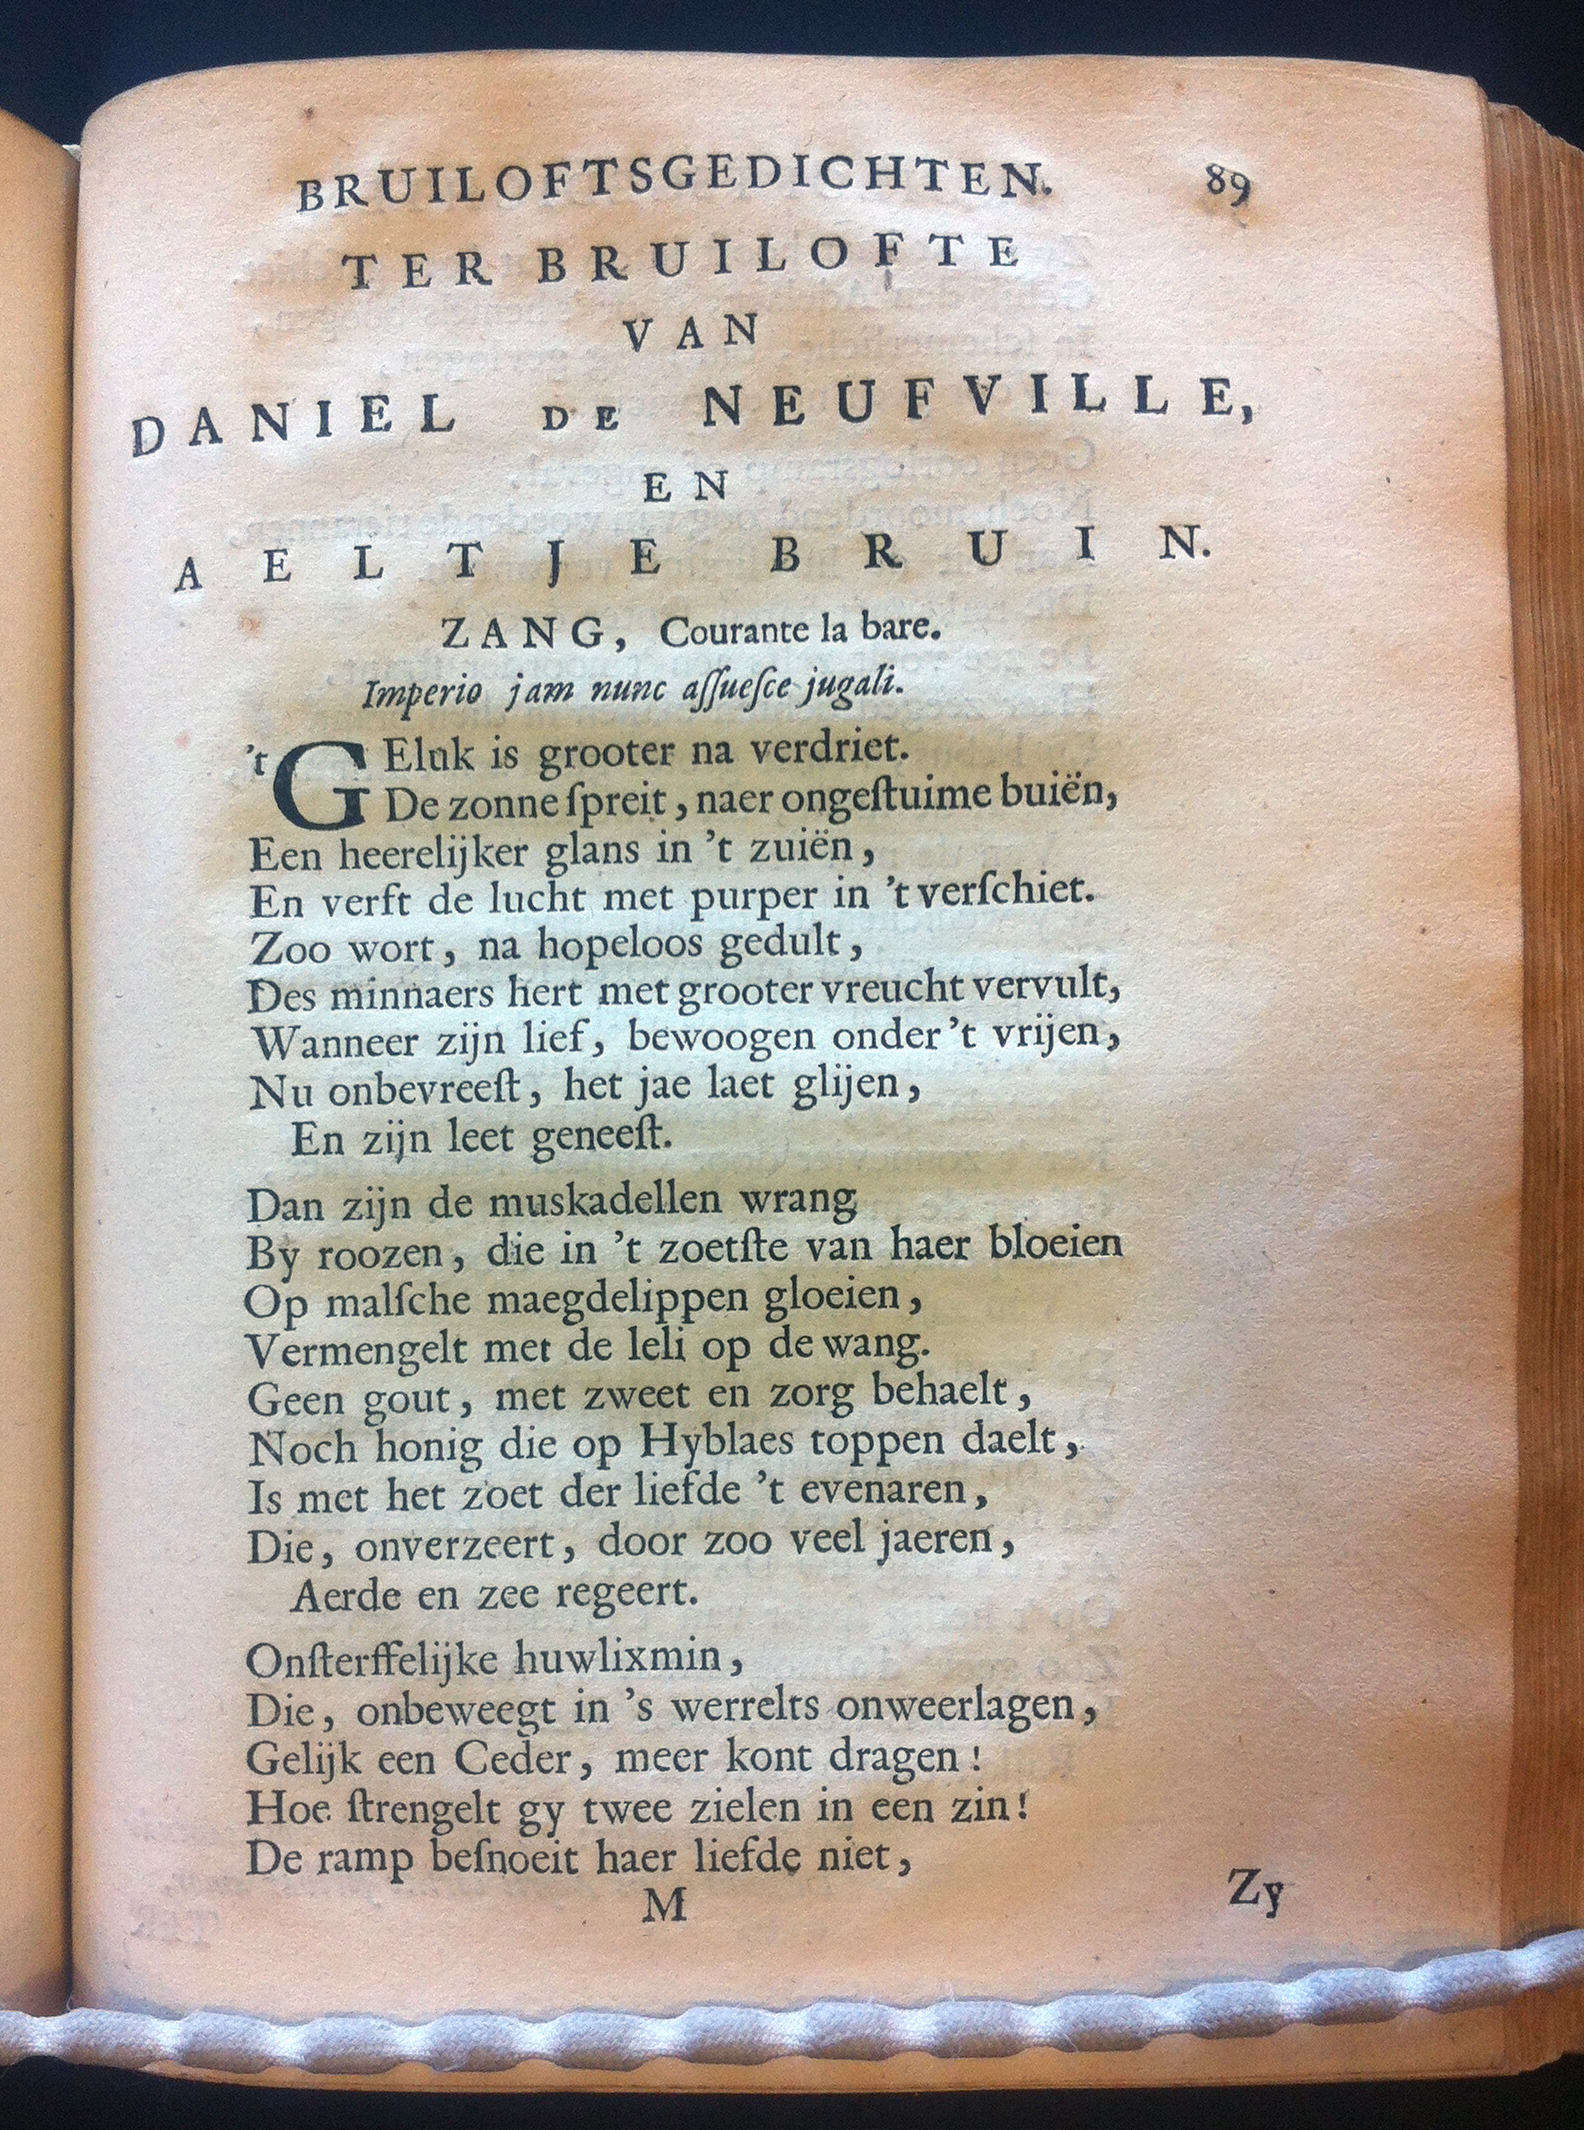 BRUILOFTSGEDICHTEN. 89
TER BRUILOFTE
VAN
DANIEL DE NEUFVILLE,
EN
AELTJE BRUIN.
ZANG, Courante la bare.
Imperio jam nunc aſſueſce jugali.
'tGEluk is grooter na verdriet.
De zonne ſpreit, naer ongeſtuime buiën,
Een heerelijker glans in 't zuiën,
En verft de lucht met purper in 't verſchiet.
Zoo wort, na hopeloos gedult,
Des minnaers hert met grooter vreucht vervult,
Wanneer zijn lief, bewoogen onder 't vrijen,
Nu onbevreeſt, het jae laet glijen,
En zijn leet geneeſt.
Dan zijn de muskadellen wrang
By roozen, die in 't zoetſte van haer bloeien
Op malſche maegdelippen gloeien,
Vermengelt met de leli op de wang.
Geen gout, met zweet en zorg behaelt,
Noch honig die op Hyblaes toppen daelt,
Is met het zoet der liefde 't evenaren,
Die, onverzeert, door zoo veel jaeren,
Aerde en zee regeert.
Onſterffelijke huwlixmin,
Die, onbeweegt in 's werrelts onweerlagen,
Gelijk een Ceder, meer kont dragen!
Hoe ſtrengelt gy twee zielen in een zin!
De ramp beſnoeit haer liefde niet,
M Zy